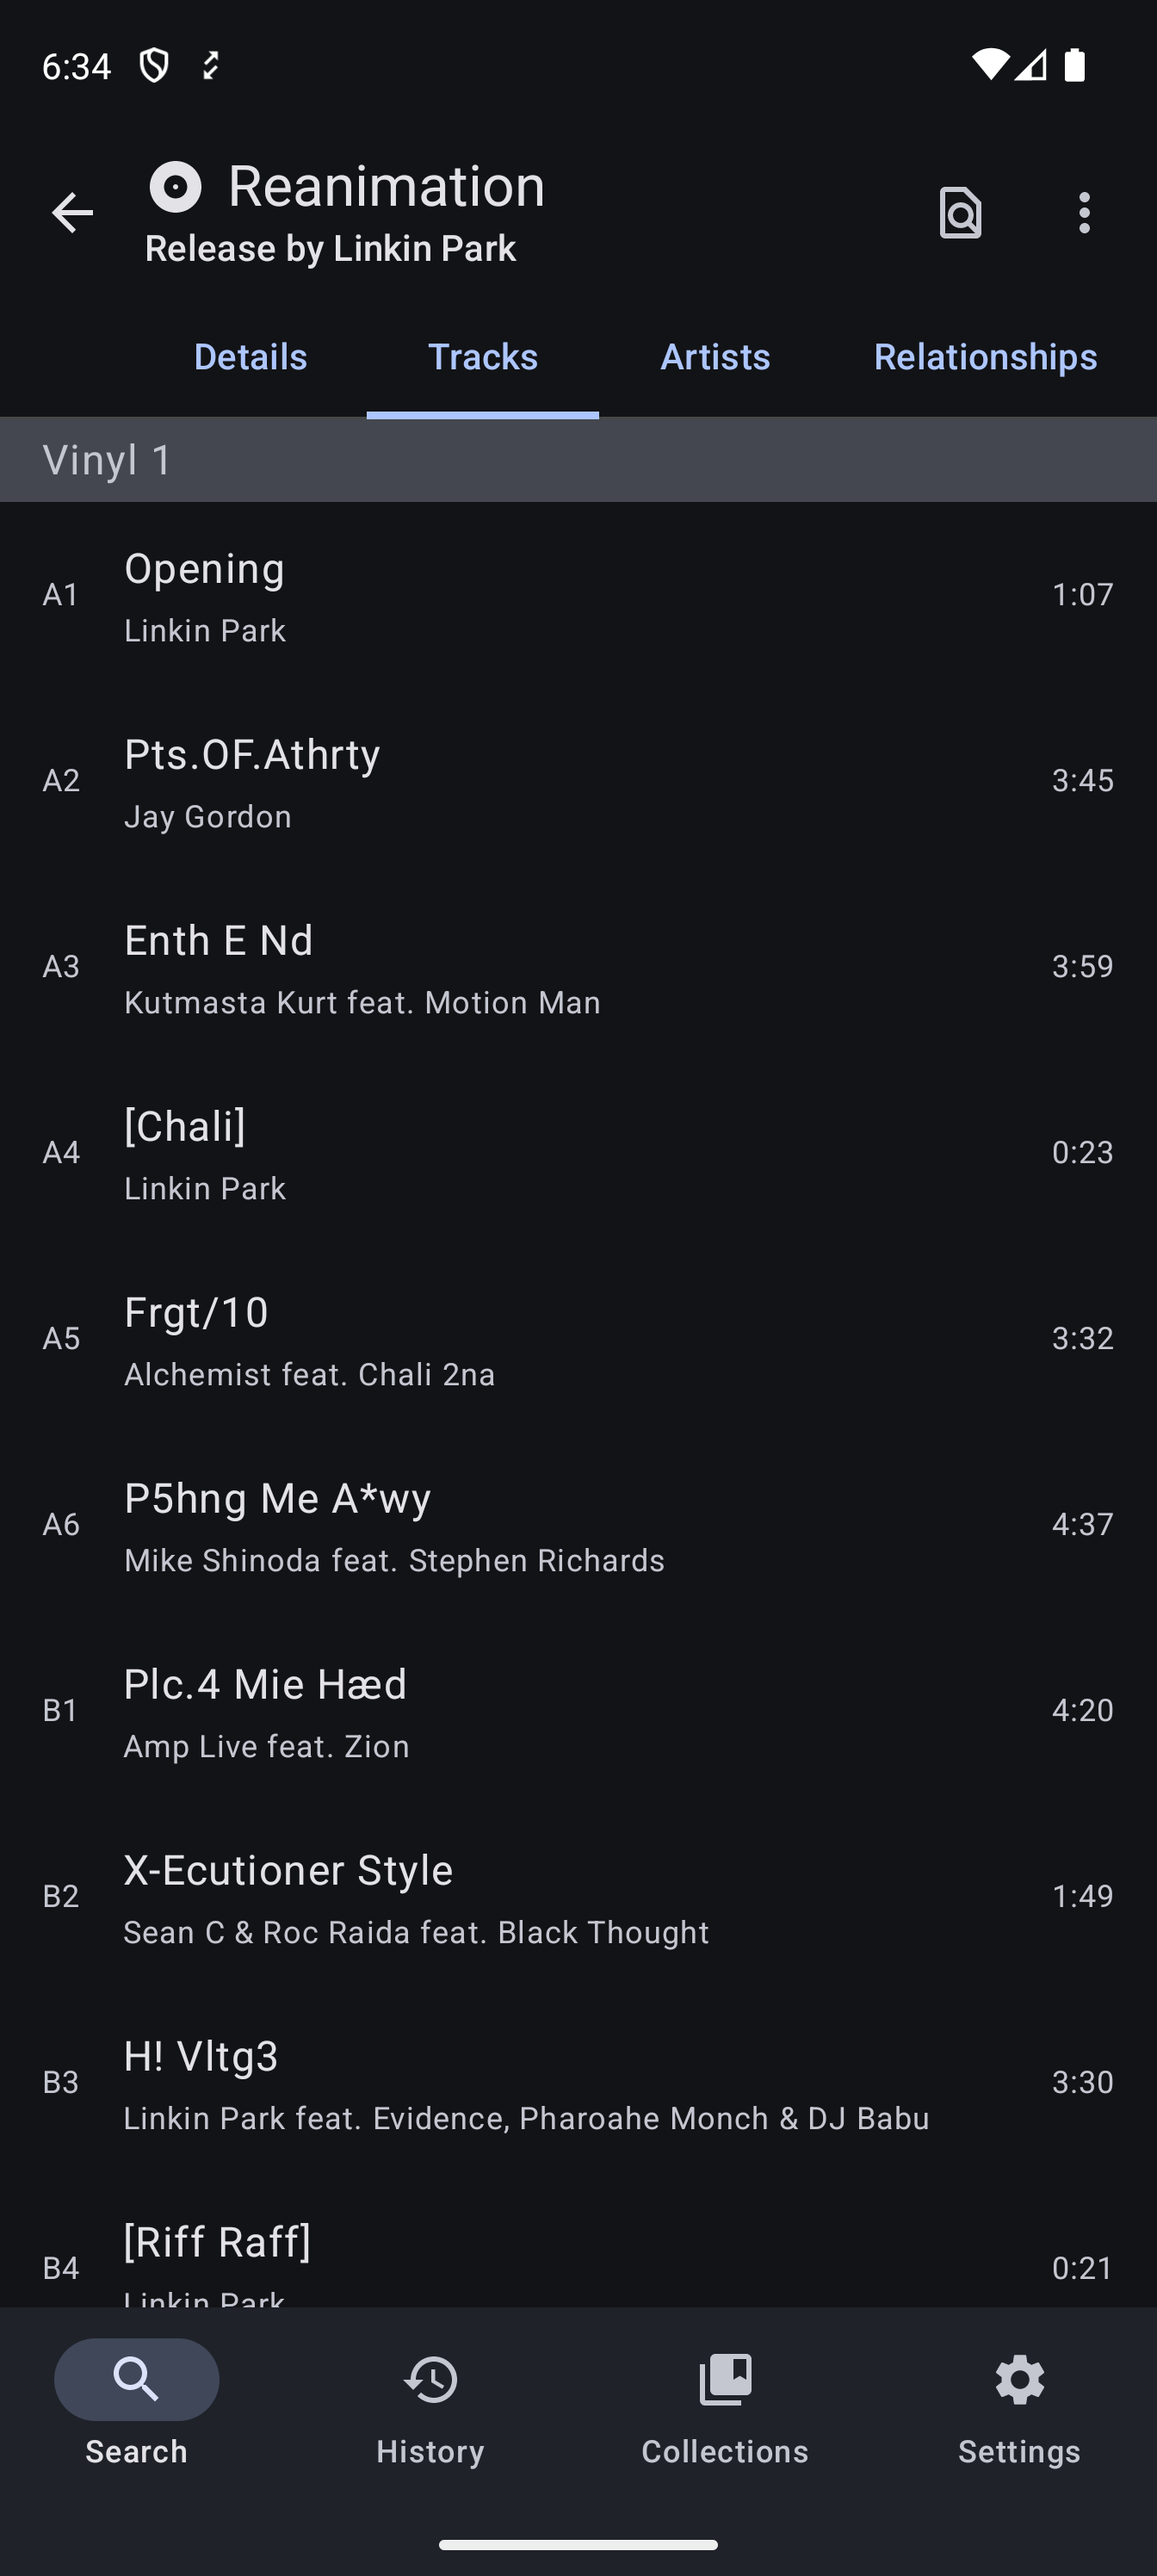 6:34
Reanimation
Release by Linkin Park
Details Tracks Artists Relationships
Vinyl 1
A1 Opening 1:07
Linkin Park
A2 Pts.OF.Athrty 3:45
Jay Gordon
A3 Enth E Nd 3:59
Kutmasta Kurt feat. Motion Man
A4 [Chali] 0:23
Linkin Park
A5 Frgt/10 3:32
Alchemist feat. Chali 2na
A6 P5hng Me A*wy 4:37
Mike Shinoda feat. Stephen Richards
B1 Plc.4 Mie Hæd 4:20
Amp Live feat. Zion
B2 X-Ecutioner Style 1:49
Sean C & Roc Raida feat. Black Thought
B3 H! Vltg3 3:30
Linkin Park feat. Evidence, Pharoahe Monch & DJ Babu
B4 [Riff Raff] 0:21
Linkin Park
Search History Collections Settings